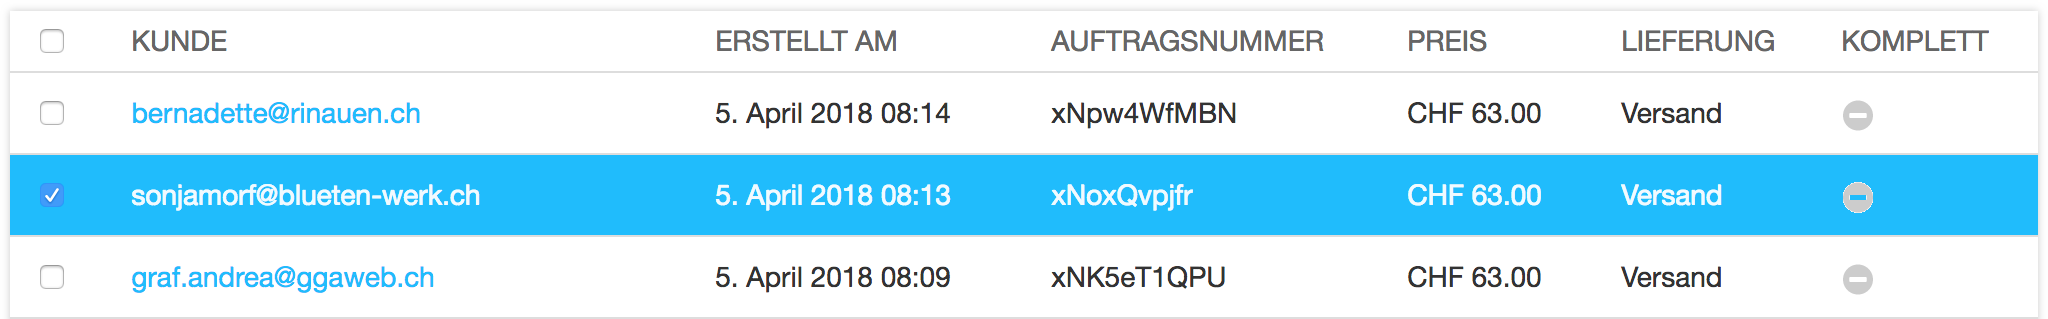 KUNDE ERSTELLT AM AUFTRAGSNUMMER PREIS LIEFERUNG KOMPLETT
bernadette@rinauen.ch 5. April 2018 08:14 xNpw4WfMBN CHF 63.00 Versand
sonjamorf@blueten-werk.ch 5. April 2018 08:13 xNoxQvpjfr CHF 63.00 Versand
graf.andrea@ggaweb.ch 5. April 2018 08:09 xNK5eT1QPU CHF 63.00 Versand